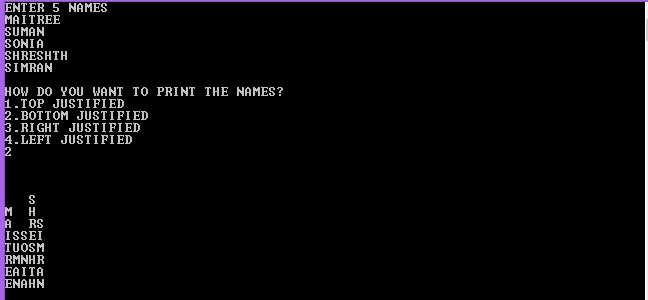 ENTER 5 NAMES
MAITREE
SUMAN
SONIA
SHRESHTH
SIMRAN

HOW DO YOU WANT TO PRINT THE NAMES?
1.TOP JUSTIFIED
2.BOTTOM JUSTIFIED
3.RIGHT JUSTIFIED
4.LEFT JUSTIFIED
2

   S
M  H
A  RS
ISSEI
TUOSM
RMNHR
EAITA
ENAHN